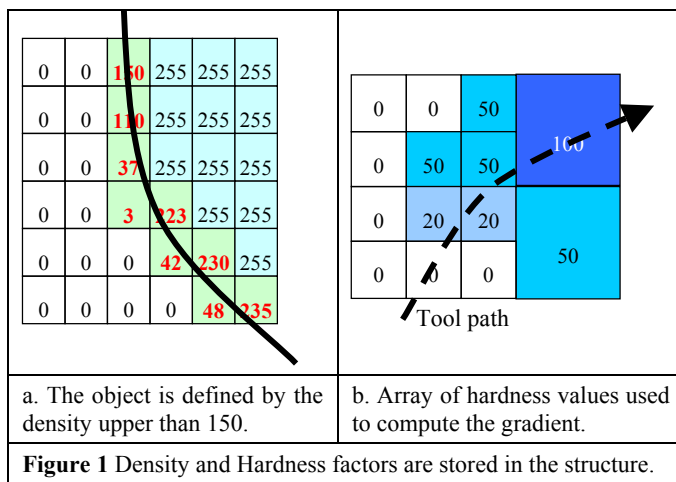 0 0 150 255 255 255
0 0 110 255 255 255
0 0 37 255 255 255
0 0 3 223 255 255
0 0 0 42 230 255
0 0 0 0 48 235
0 0 50 100
0 50 50
0 20 20 50
0 0 0
Tool path
a. The object is defined by the
density upper than 150.
b. Array of hardness values used
to compute the gradient.
Figure 1 Density and Hardness factors are stored in the structure.